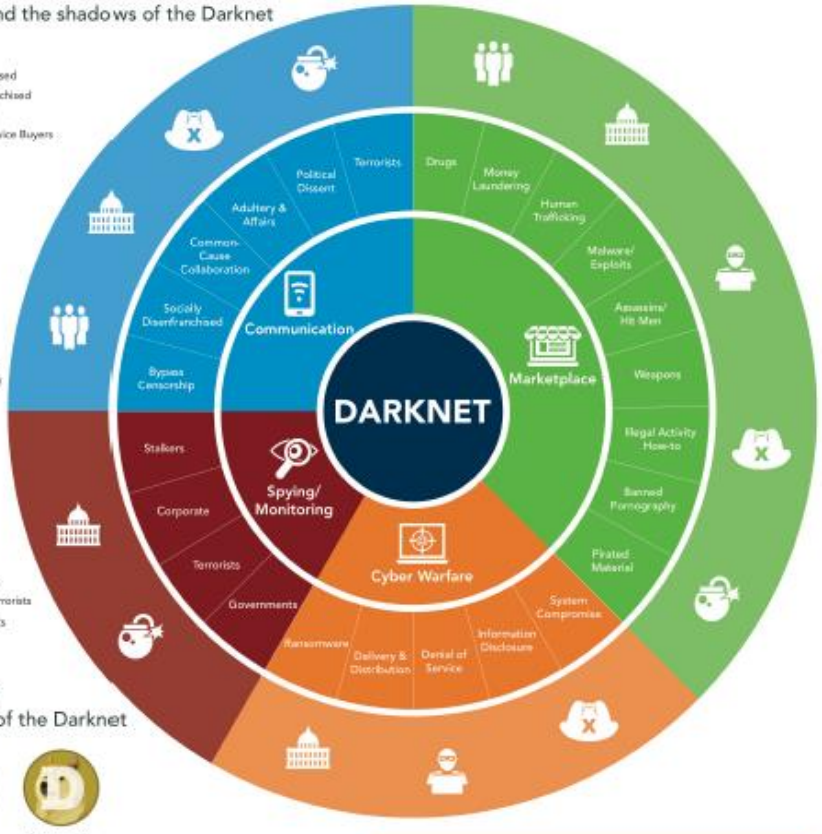 nd the shadows of the Darknet
sed
chised
vice Buyers
rrorists
s
of the Darknet
D
DARKNET
Communication
Terrorists
Political
Dissent
Adultery &
Affairs
Common-
Cause
Collaboration
Socially
Disenfranchised
Bypass
Censorship
Marketplace
Drugs
Money
Laundering
Human
Trafficking
Malware/
Exploits
Assassins/
Hit Men
Weapons
Illegal Activity
How-to
Banned
Pornography
Pirated
Material
Cyber Warfare
System
Compromise
Information
Disclosure
Denial of
Service
Delivery &
Distribution
Ransomware
Spying/
Monitoring
Governments
Terrorists
Corporate
Stalkers
X
X
X